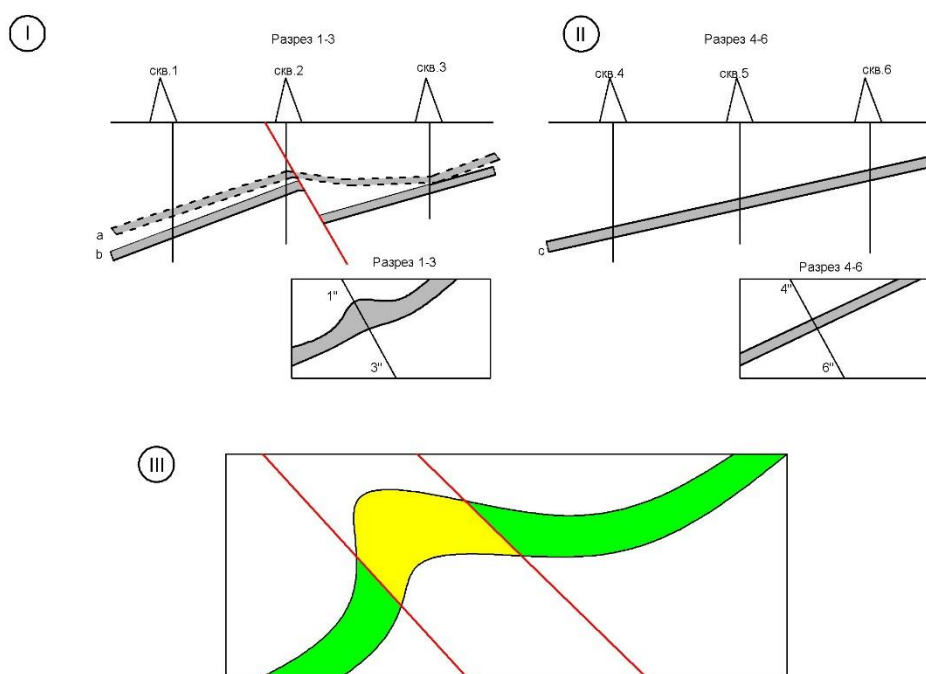 I
Разрез 1-3
скв.1
скв.2
скв.3
a
b
Разрез 1-3
1"
3"
II
Разрез 4-6
скв.4
скв.5
скв.6
c
Разрез 4-6
4"
6"
III